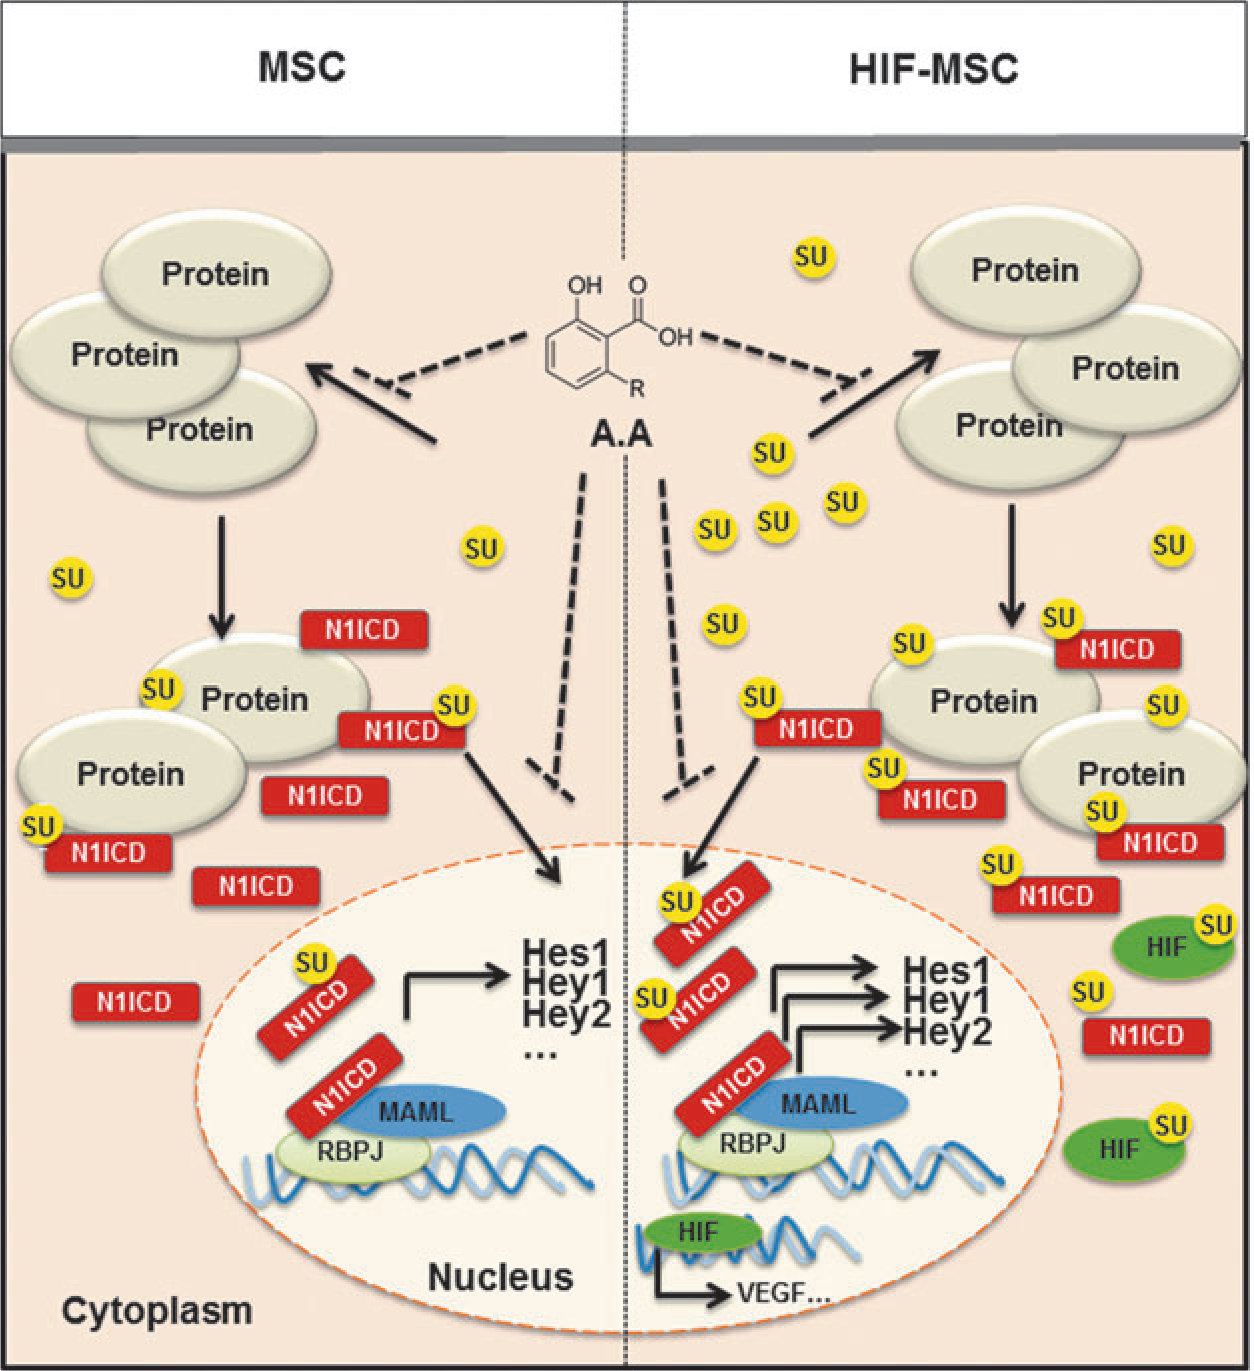 MSC
HIF-MSC
Protein
Protein
Protein
OH
O
OH
R
A.A
SU
Protein
Protein
Protein
SU
SU
SU
SU
SU
SU
SU
SU
N1ICD
SU
Protein
SU
N1ICD
Protein
N1ICD
SU
N1ICD
N1ICD
N1ICD
SU
N1ICD
SU
Protein
SU
N1ICD
SU
Protein
SU
N1ICD
SU
N1ICD
SU
N1ICD
HIF
SU
SU
N1ICD
HIF
SU
SU
N1ICD
N1ICD
MAML
RBPJ
Hes1
Hey1
Hey2
...
SU
N1ICD
SU
N1ICD
N1ICD
MAML
RBPJ
Hes1
Hey1
Hey2
...
HIF
VEGF...
Nucleus
Cytoplasm